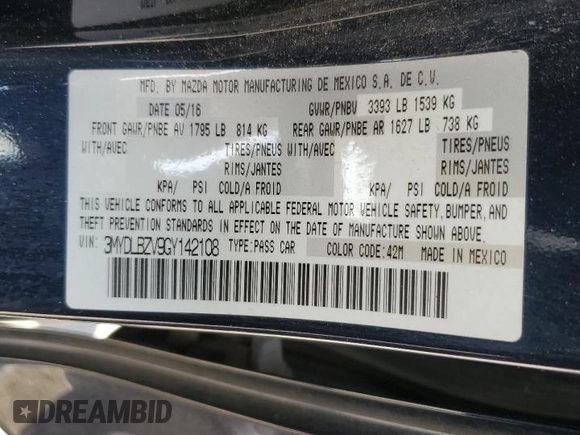 MFD. BY MAZDA MOTOR MANUFACTURING DE MEXICO S.A. DE C.V.
DATE 05/16 GVWR/PNBV 3393 LB 1539 KG
FRONT GAWR/PNBE AV 1795 LB 814 KG REAR GAWR/PNBE AR 1627 LB 738 KG
WITH/AVEC TIRES/PNEUS WITH/AVEC TIRES/PNEUS
RIMS/JANTES RIMS/JANTES
KPA/ PSI COLD/A FROID KPA/ PSI COLD/A FROID
THIS VEHICLE CONFORMS TO ALL APPLICABLE FEDERAL MOTOR VEHICLE SAFETY, BUMPER, AND
THEFT PREVENTION STANDARDS IN EFFECT ON THE DATE OF MANUFACTURE SHOWN ABOVE.
VIN: 3MYDLBZV9GY142108 TYPE:PASS CAR COLOR CODE:42M MADE IN MEXICO
DREAMBID